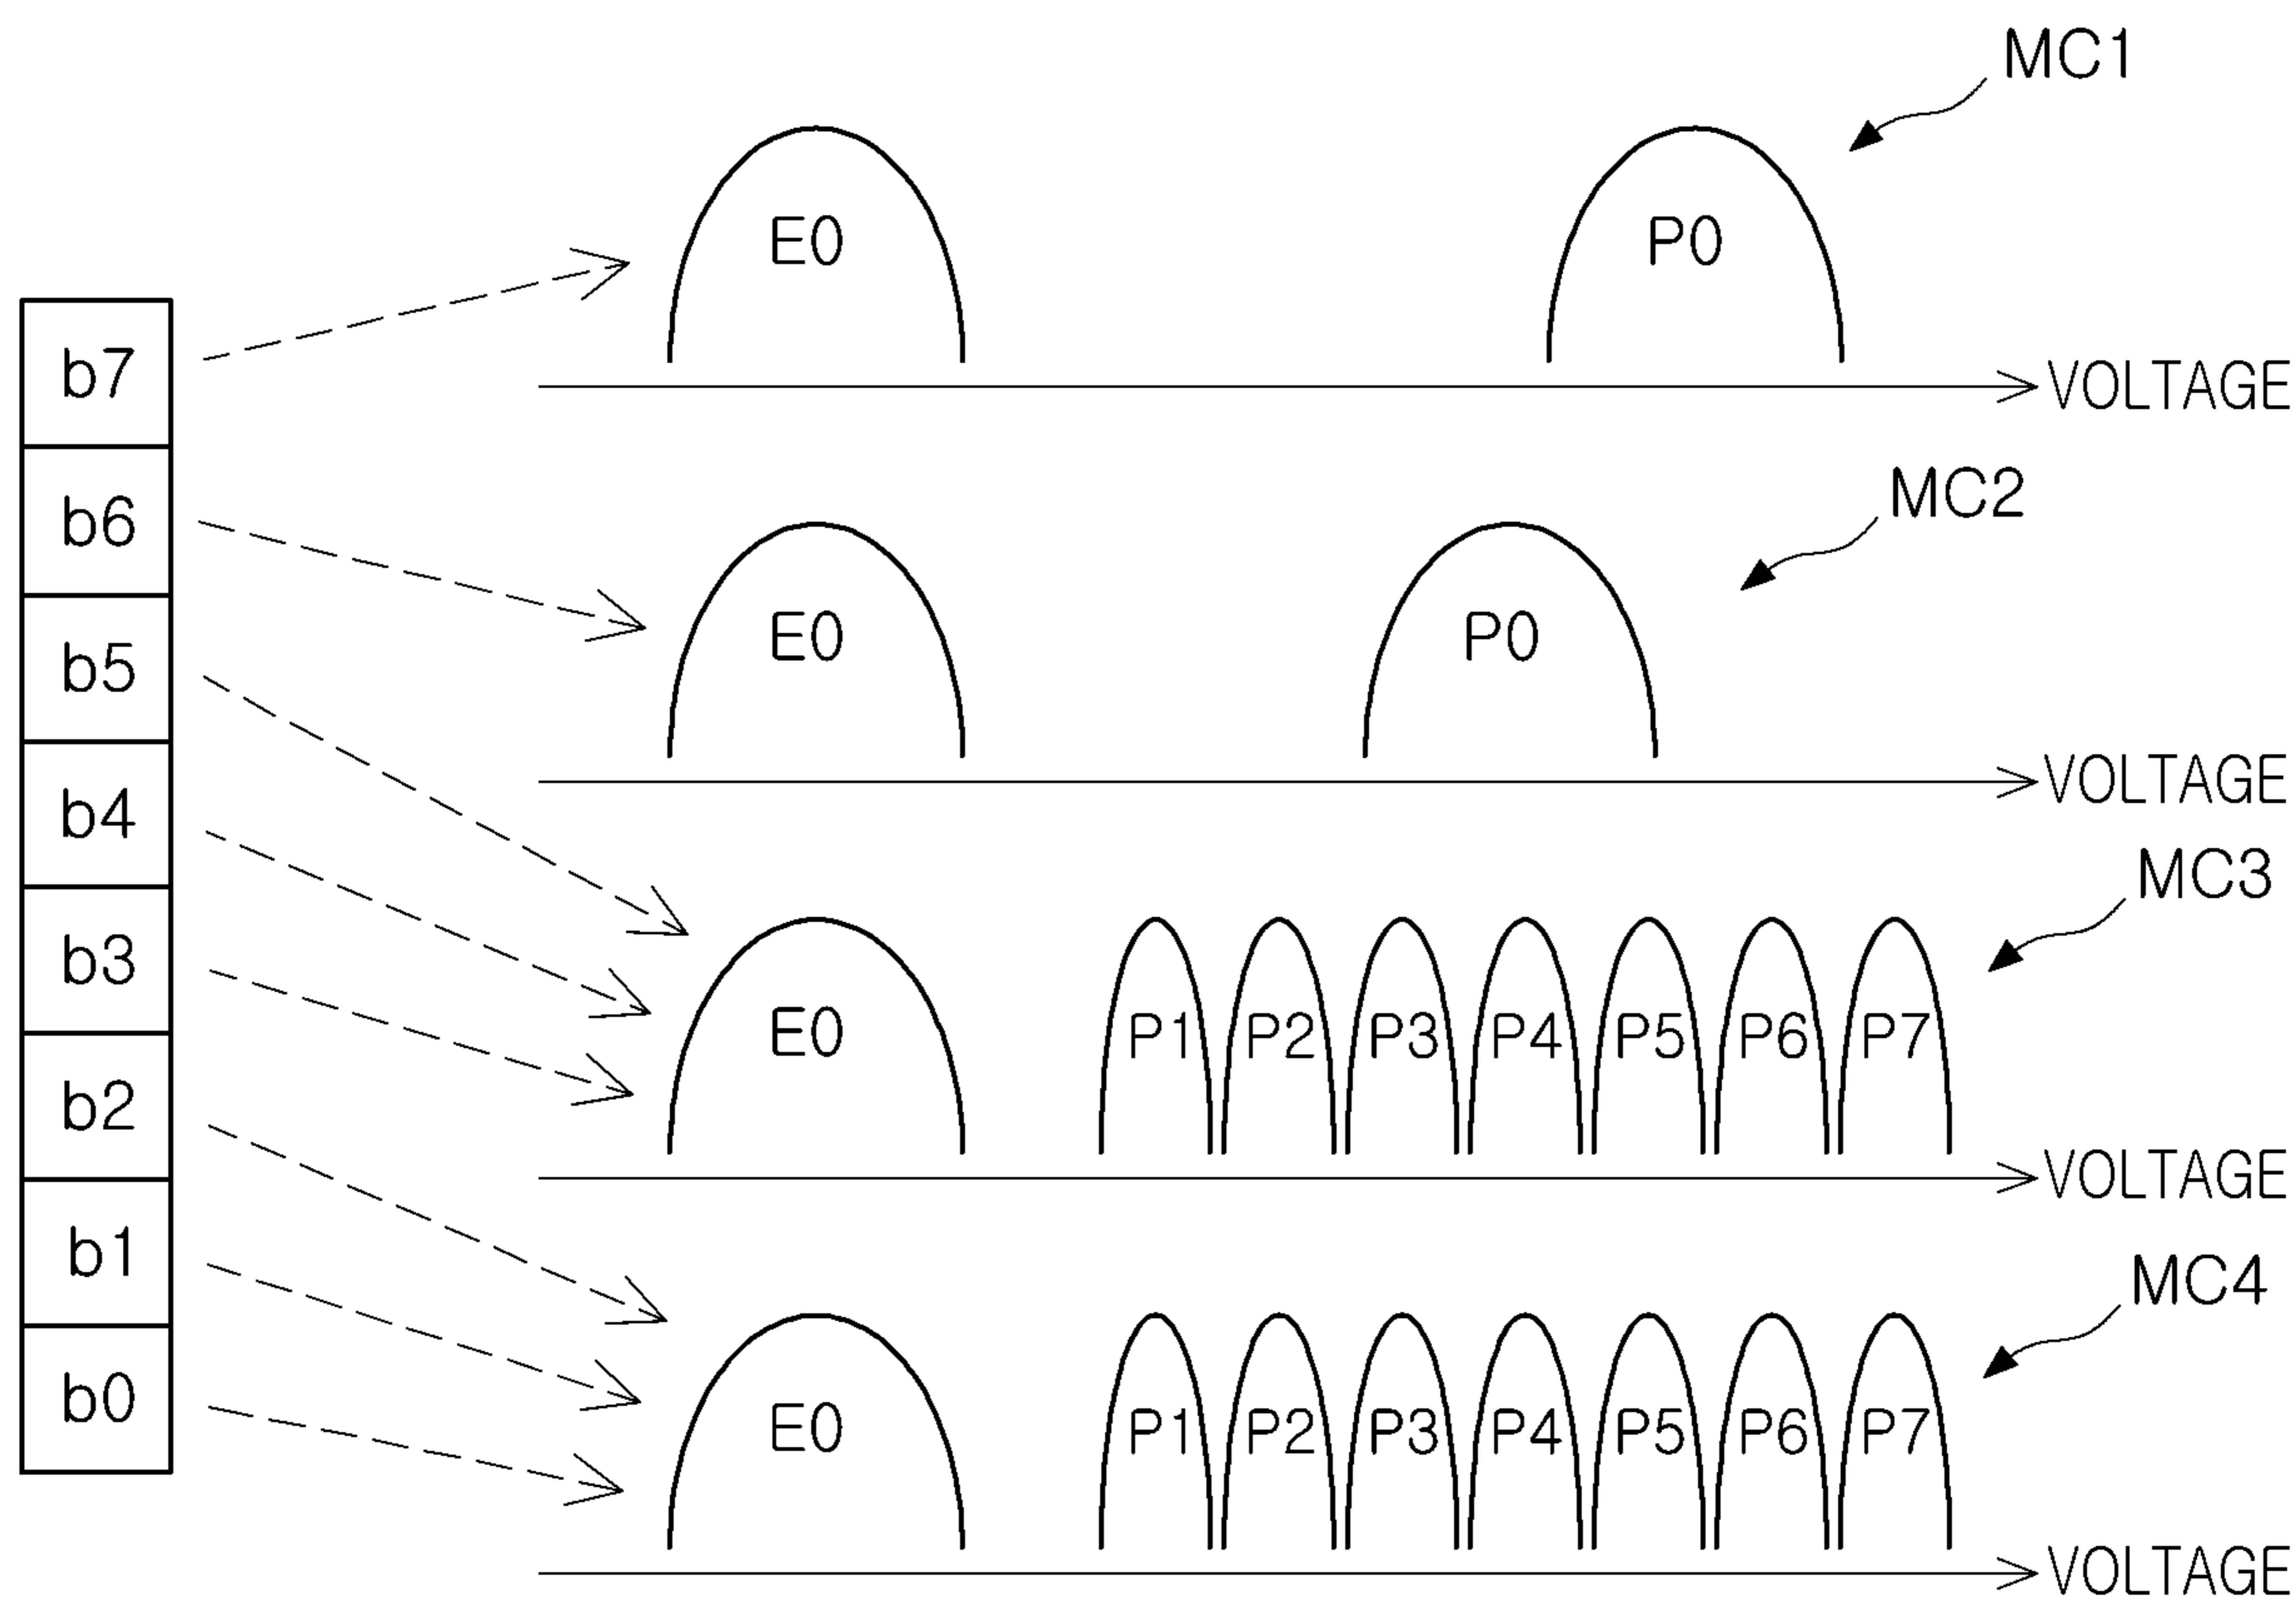 MC1
E0 P0
b7
VOLTAGE
MC2
b6
E0 P0
b5
VOLTAGE
b4
MC3
b3
E0 P1 P2 P3 P4 P5 P6 P7
b2
VOLTAGE
b1
MC4
b0
E0 P1 P2 P3 P4 P5 P6 P7
VOLTAGE